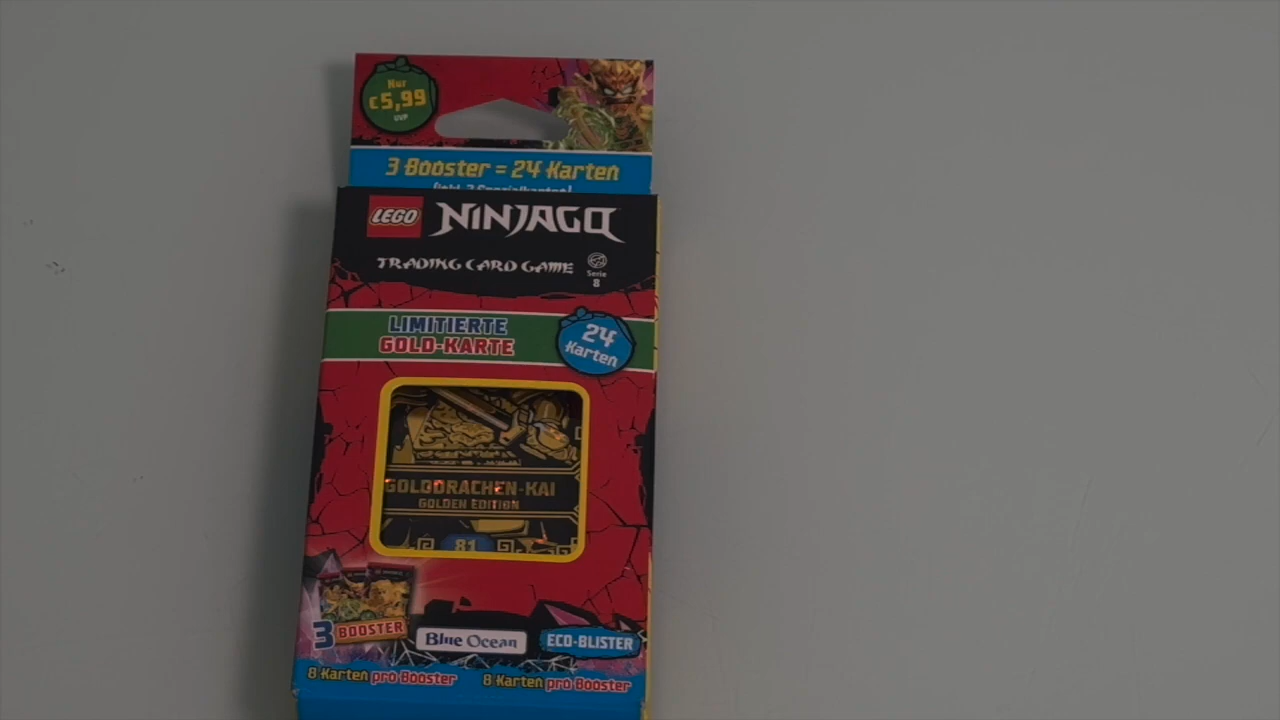 Nur
€5,99
UVP
3 Booster = 24 Karten
LEGO NINJAGO
TRADING CARD GAME
Serie
8
LIMITIERTE
GOLD-KARTE
24
Karten
GOLDDRACHEN-KAI
GOLDEN EDITION
81
3 BOOSTER
Blue Ocean
ECO-BLISTER
8 Karten pro Booster
8 Karten pro Booster